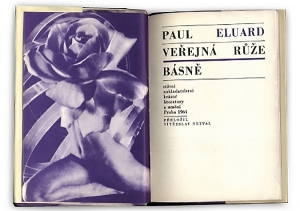 PAUL ELUARD
VEŘEJNÁ RŮŽE
BÁSNĚ
státní
nakladatelství
krásné
literatury
a umění
Praha 1964
PŘELOŽIL
VÍTĚZSLAV NEZVAL